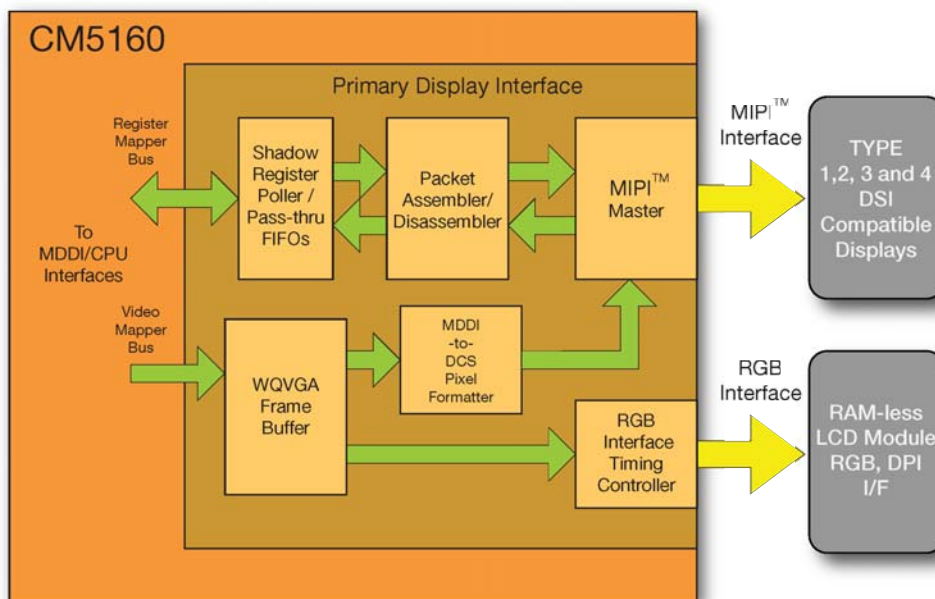 CM5160
Primary Display Interface
Register
Mapper
Bus
To
MDDI/CPU
Interfaces
Video
Mapper
Bus
Shadow
Register
Poller /
Pass-thru
FIFOs
Packet
Assembler/
Disassembler
MIPI™
Master
WQVGA
Frame
Buffer
MDDI
-to-
DCS
Pixel
Formatter
RGB
Interface
Timing
Controller
MIPI™
Interface
TYPE
1,2, 3 and 4
DSI
Compatible
Displays
RGB
Interface
RAM-less
LCD Module
RGB, DPI
I/F